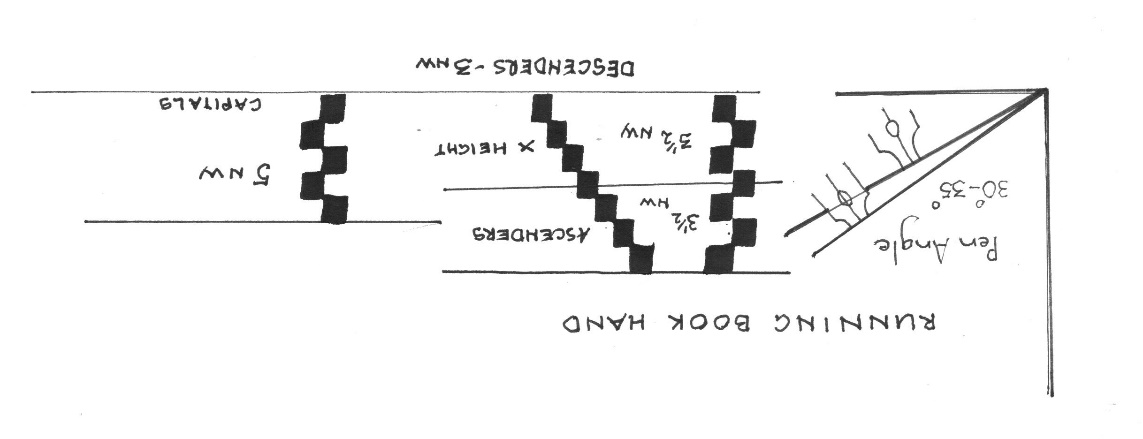 RUNNING BOOK HAND
Pen Angle
30°-35°
3½
NW
ASCENDERS
3½ NW
X HEIGHT
5 NW
CAPITALS
DESCENDERS - 3 NW